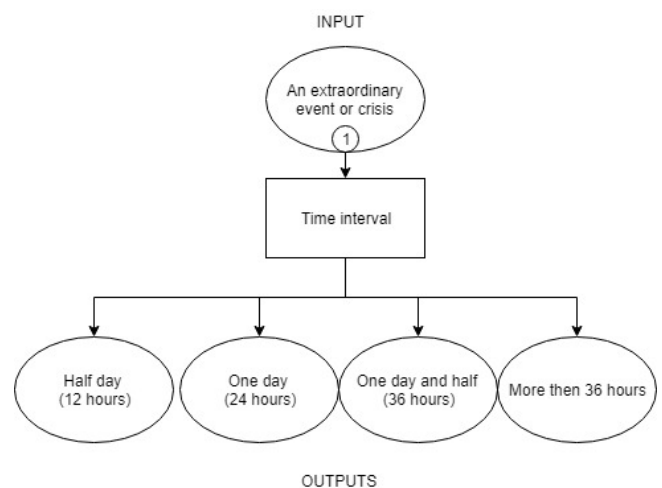 INPUT
An extraordinary
event or crisis
1
Time interval
Half day
(12 hours)
One day
(24 hours)
One day and half
(36 hours)
More then 36 hours
OUTPUTS